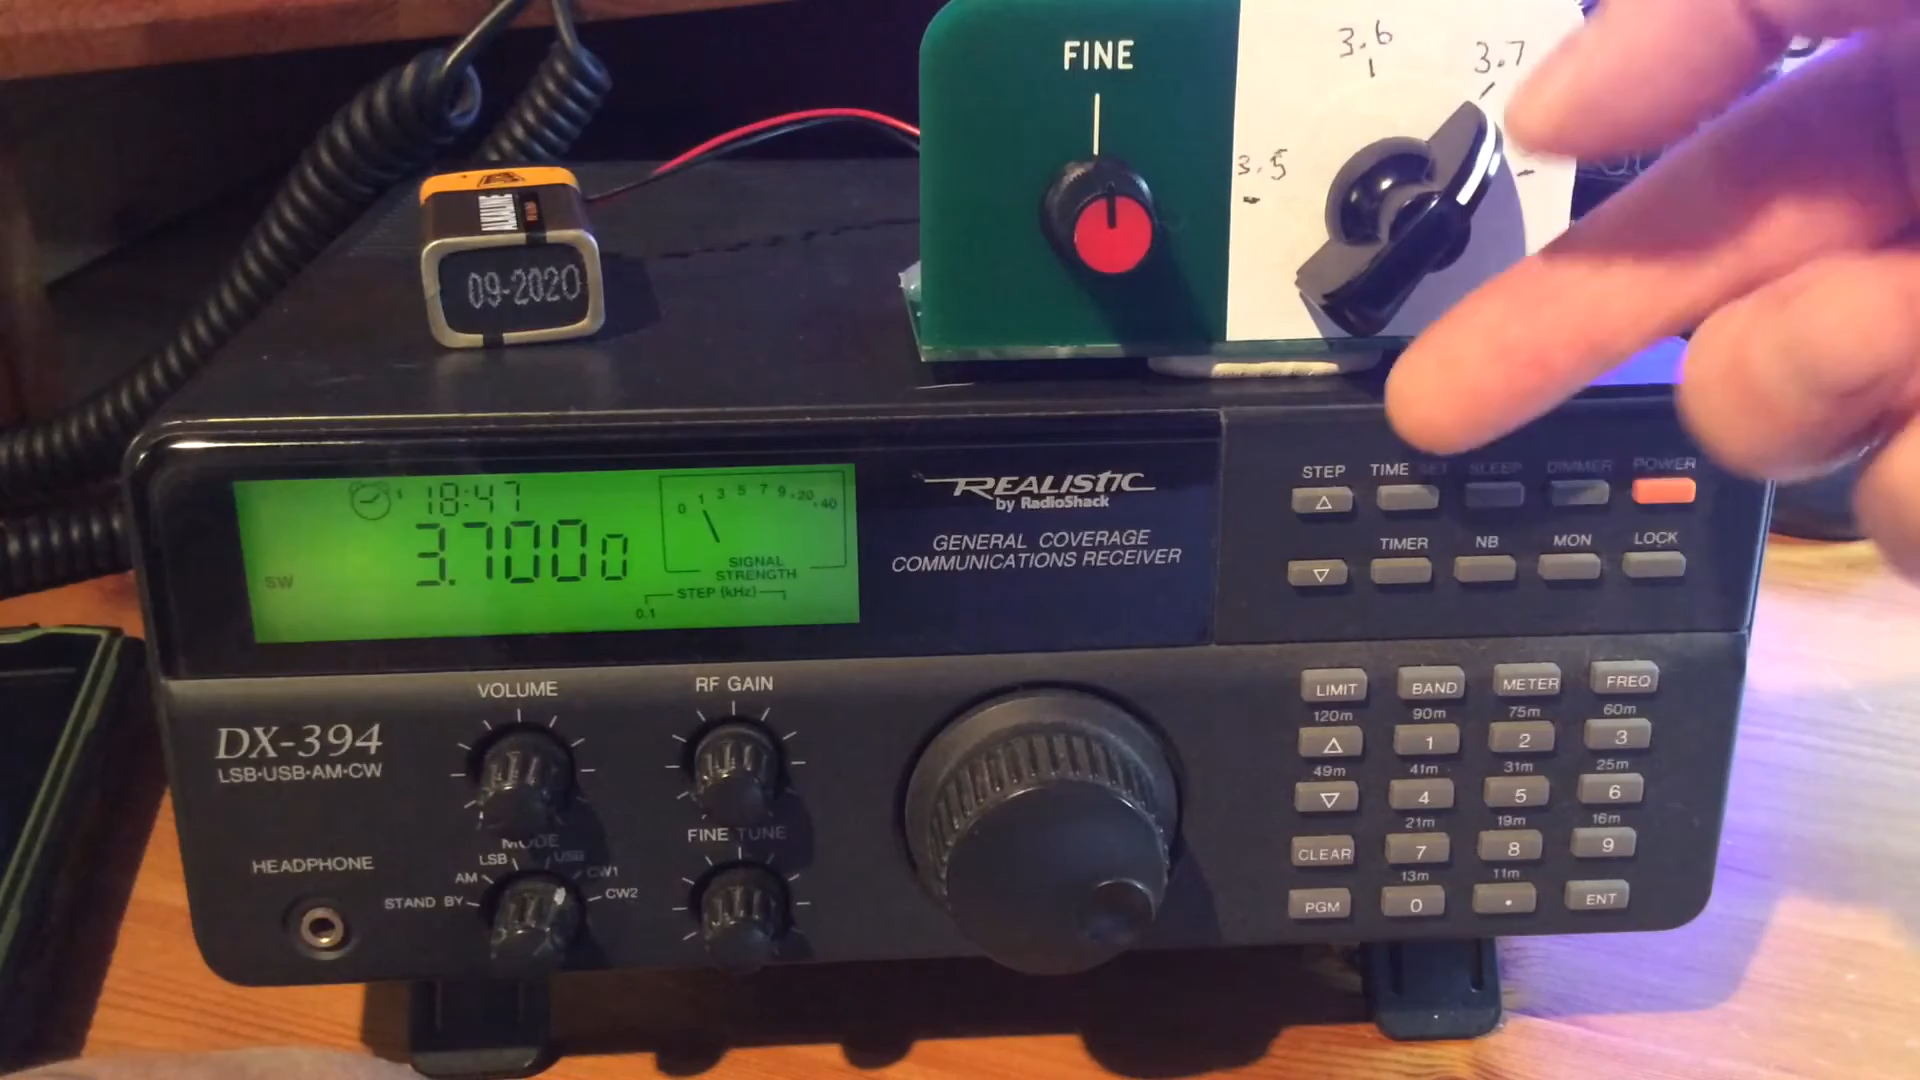 FINE
3.5
3.6
3.7
ALKALINE
09-2020
18:47
3.7000
SW
0 1 3 5 7 9 +20 +40
SIGNAL
STRENGTH
STEP (kHz)
0.1
REALISTIC
by RadioShack
GENERAL COVERAGE
COMMUNICATIONS RECEIVER
STEP TIME SET SLEEP DIMMER POWER
TIMER NB MON LOCK
DX-394
LSB·USB·AM·CW
HEADPHONE
VOLUME
RF GAIN
MODE
STAND BY AM LSB USB CW1 CW2
FINE TUNE
LIMIT BAND METER FREQ
120m 90m 75m 60m
1 2 3
49m 41m 31m 25m
4 5 6
21m 19m 16m
CLEAR 7 8 9
13m 11m
PGM 0 • ENT